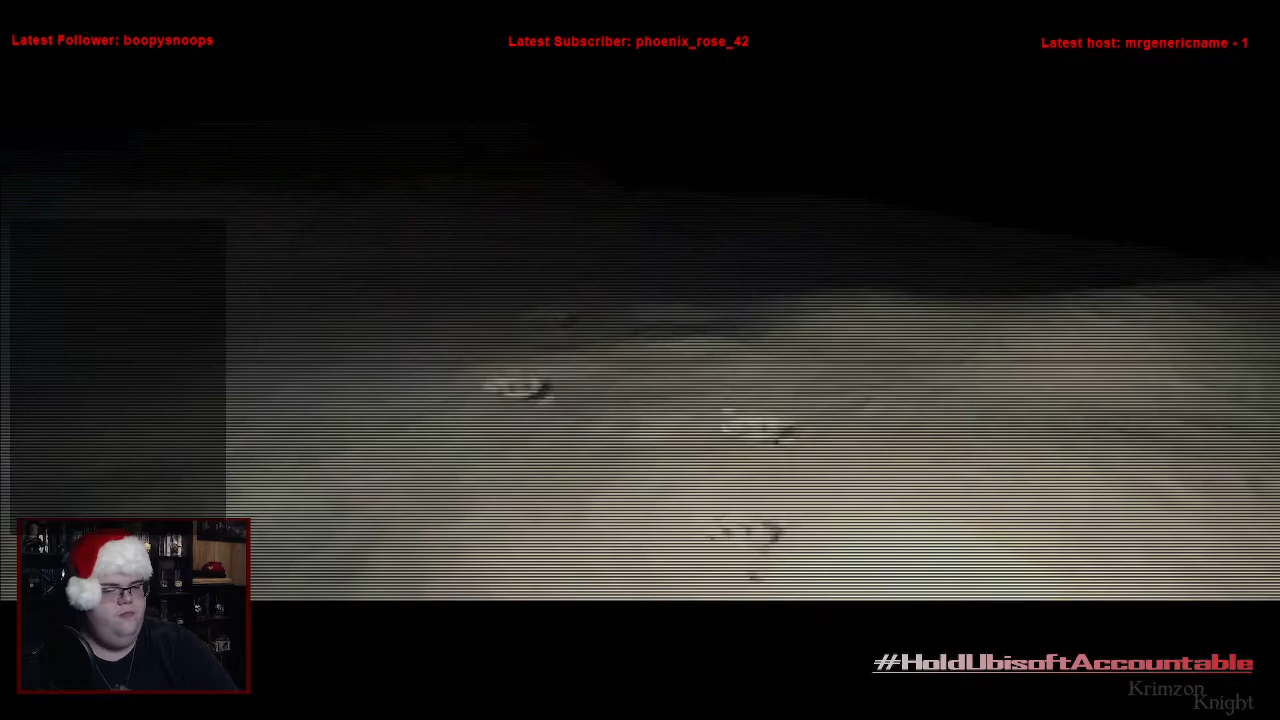 Latest Follower: boopysnoops
Latest Subscriber: phoenix_rose_42
Latest host: mrgenericname - 1
#HoldUbisoftAccountable
Krimzon
Knight